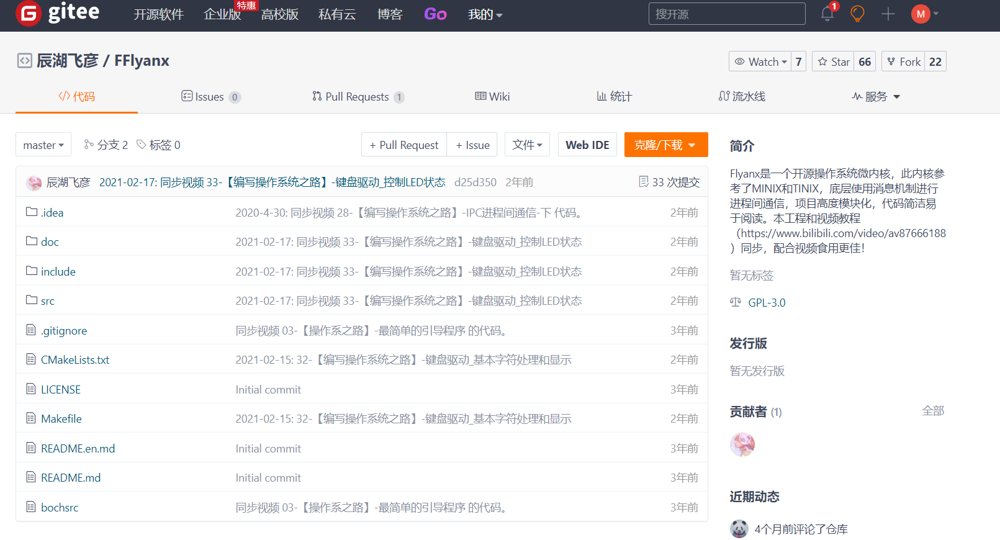 gitee 开源软件 企业版 特惠 高校版 私有云 博客 Go 我的 搜开源 1 M
辰湖飞彦 / FFlyanx Watch 7 Star 66 Fork 22
代码 Issues 0 Pull Requests 1 Wiki 统计 流水线 服务
master 分支 2 标签 0 + Pull Request + Issue 文件 Web IDE 克隆/下载
辰湖飞彦 2021-02-17: 同步视频 33-【编写操作系统之路】-键盘驱动_控制LED状态 d25d350 2年前 33 次提交
.idea 2020-4-30: 同步视频 28-【编写操作系统之路】-IPC进程间通信-下 代码。 2年前
doc 2021-02-17: 同步视频 33-【编写操作系统之路】-键盘驱动_控制LED状态 2年前
include 2021-02-17: 同步视频 33-【编写操作系统之路】-键盘驱动_控制LED状态 2年前
src 2021-02-17: 同步视频 33-【编写操作系统之路】-键盘驱动_控制LED状态 2年前
.gitignore 同步视频 03-【操作系之路】-最简单的引导程序 的代码。 3年前
CMakeLists.txt 2021-02-15: 32-【编写操作系统之路】-键盘驱动_基本字符处理和显示 2年前
LICENSE Initial commit 3年前
Makefile 2021-02-15: 32-【编写操作系统之路】-键盘驱动_基本字符处理和显示 2年前
README.en.md Initial commit 3年前
README.md Initial commit 3年前
bochsrc 同步视频 03-【操作系之路】-最简单的引导程序 的代码。 3年前
简介
Flyanx是一个开源操作系统微内核，此内核参
考了MINIX和TINIX，底层使用消息机制进行
进程间通信，项目高度模块化，代码简洁易
于阅读。本工程和视频教程
（https://www.bilibili.com/video/av87666188
）同步，配合视频食用更佳！
暂无标签
GPL-3.0
发行版
暂无发行版
贡献者 (1) 全部
近期动态
4个月前评论了仓库